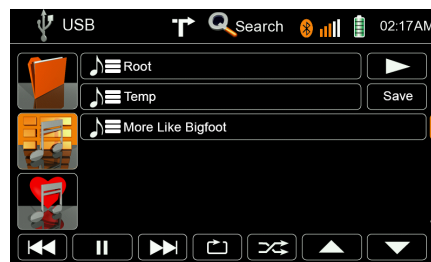 USB Search 02:17AM
Root
Temp Save
More Like Bigfoot